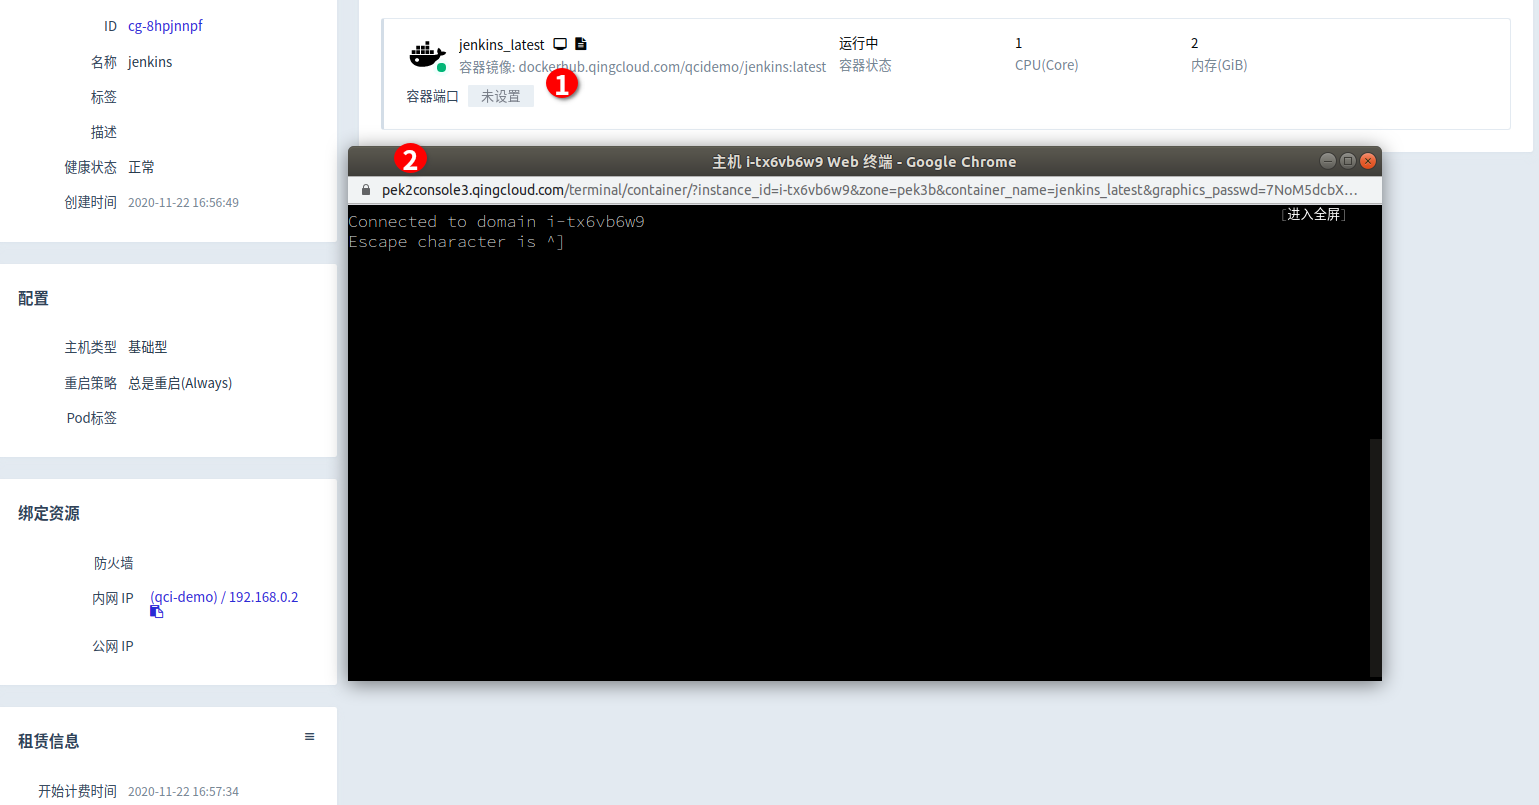 ID cg-8hpjnnpf
名称 jenkins
标签
描述
健康状态 正常
创建时间 2020-11-22 16:56:49
配置
主机类型 基础型
重启策略 总是重启(Always)
Pod标签
绑定资源
防火墙
内网 IP (qci-demo) / 192.168.0.2
公网 IP
租赁信息
开始计费时间 2020-11-22 16:57:34
jenkins_latest 运行中 1 2
容器镜像: dockerhub.qingcloud.com/qcidemo/jenkins:latest 容器状态 CPU(Core) 内存(GiB)
1
容器端口 未设置
2
主机 i-tx6vb6w9 Web 终端 - Google Chrome
pek2console3.qingcloud.com/terminal/container/?instance_id=i-tx6vb6w9&zone=pek3b&container_name=jenkins_latest&graphics_passwd=7NoM5dcbX...
[进入全屏]
Connected to domain i-tx6vb6w9
Escape character is ^]